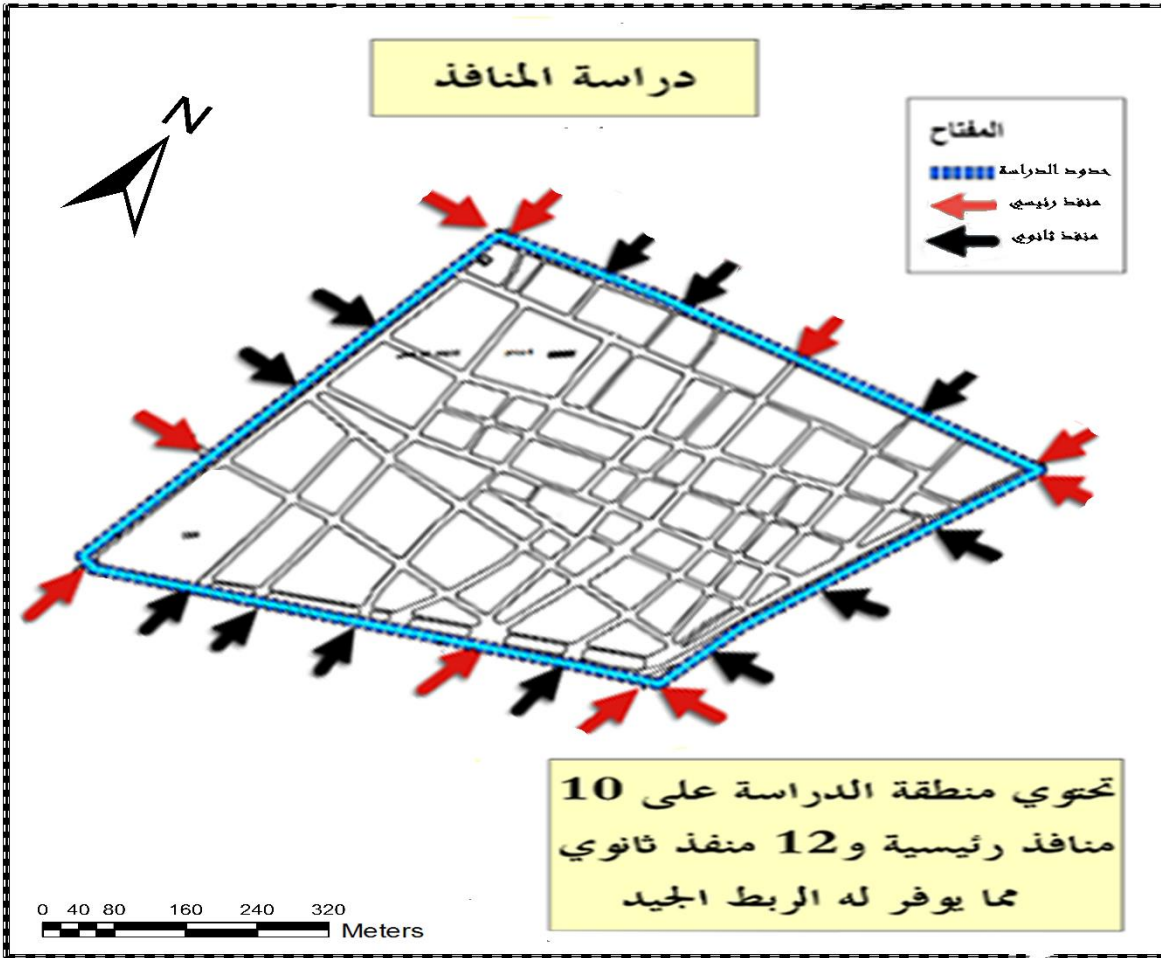 دراسة المنافذ
N
المفتاح
حدود الدراسة
منفذ رئيسي
منفذ ثانوي
تحتوي منطقة الدراسة على 10
منافذ رئيسية و12 منفذ ثانوي
مما يوفر له الربط الجيد
0 40 80 160 240 320
Meters